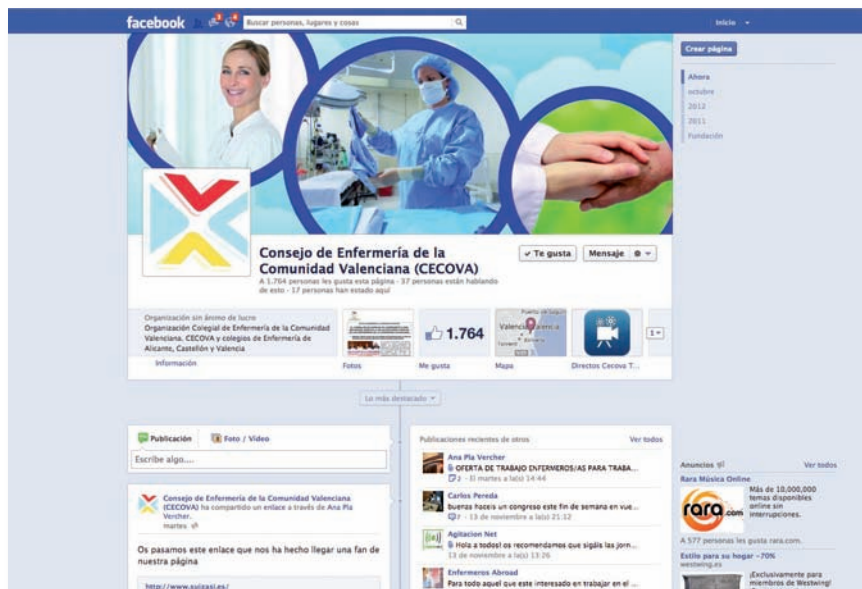 facebook
2
4
Buscar personas, lugares y cosas
Inicio
Crear página
Ahora
octubre
2012
2011
Fundación
Consejo de Enfermería de la
Comunidad Valenciana (CECOVA)
A 1.764 personas les gusta esta página · 37 personas están hablando
de esto · 17 personas han estado aquí
✓ Te gusta
Mensaje
Organización sin ánimo de lucro
Organización Colegial de Enfermería de la Comunidad
Valenciana. CECOVA y colegios de Enfermería de
Alicante, Castellón y Valencia
Información
Fotos
1.764
Me gusta
Puerto de Sagun
Valencia
Valencia
Mapa
Directos Cecova T...
1
Lo más destacado
Publicación
Foto / Vídeo
Escribe algo....
Consejo de Enfermería de la Comunidad Valenciana
(CECOVA) ha compartido un enlace a través de Ana Pla
Vercher.
martes
Os pasamos este enlace que nos ha hecho llegar una fan de
nuestra página
http://www.suizasi.es/
Publicaciones recientes de otros
Ver todos
Ana Pla Vercher
OFERTA DE TRABAJO ENFERMEROS/AS PARA TRABA...
2 · El martes a la(s) 14:44
Carlos Pereda
buenas haceis un congreso este fin de semana en vue...
2 · 13 de noviembre a la(s) 21:12
Agitacion Net
Hola a todos! os recomendamos que sigáis las jorn...
13 de noviembre a la(s) 13:26
Enfermeros Abroad
Para todo aquel que este interesado en trabajar en el ...
Anuncios
Ver todos
Rara Música Online
rara.com
Más de 10,000,000
temas disponibles
online sin
interrupciones.
A 577 personas les gusta rara.com.
Estilo para su hogar -70%
westwing.es
¡Exclusivamente para
miembros de Westwing!